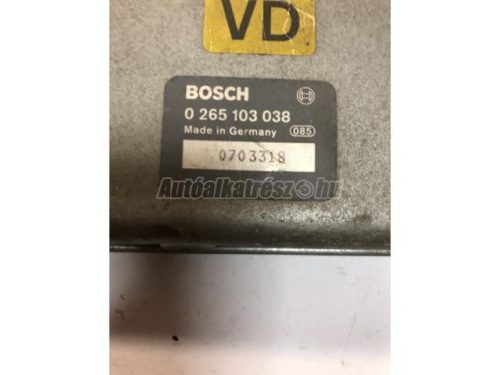 VD
BOSCH
0 265 103 038
Made in Germany 085
0703318
Autóalkatrész.hu